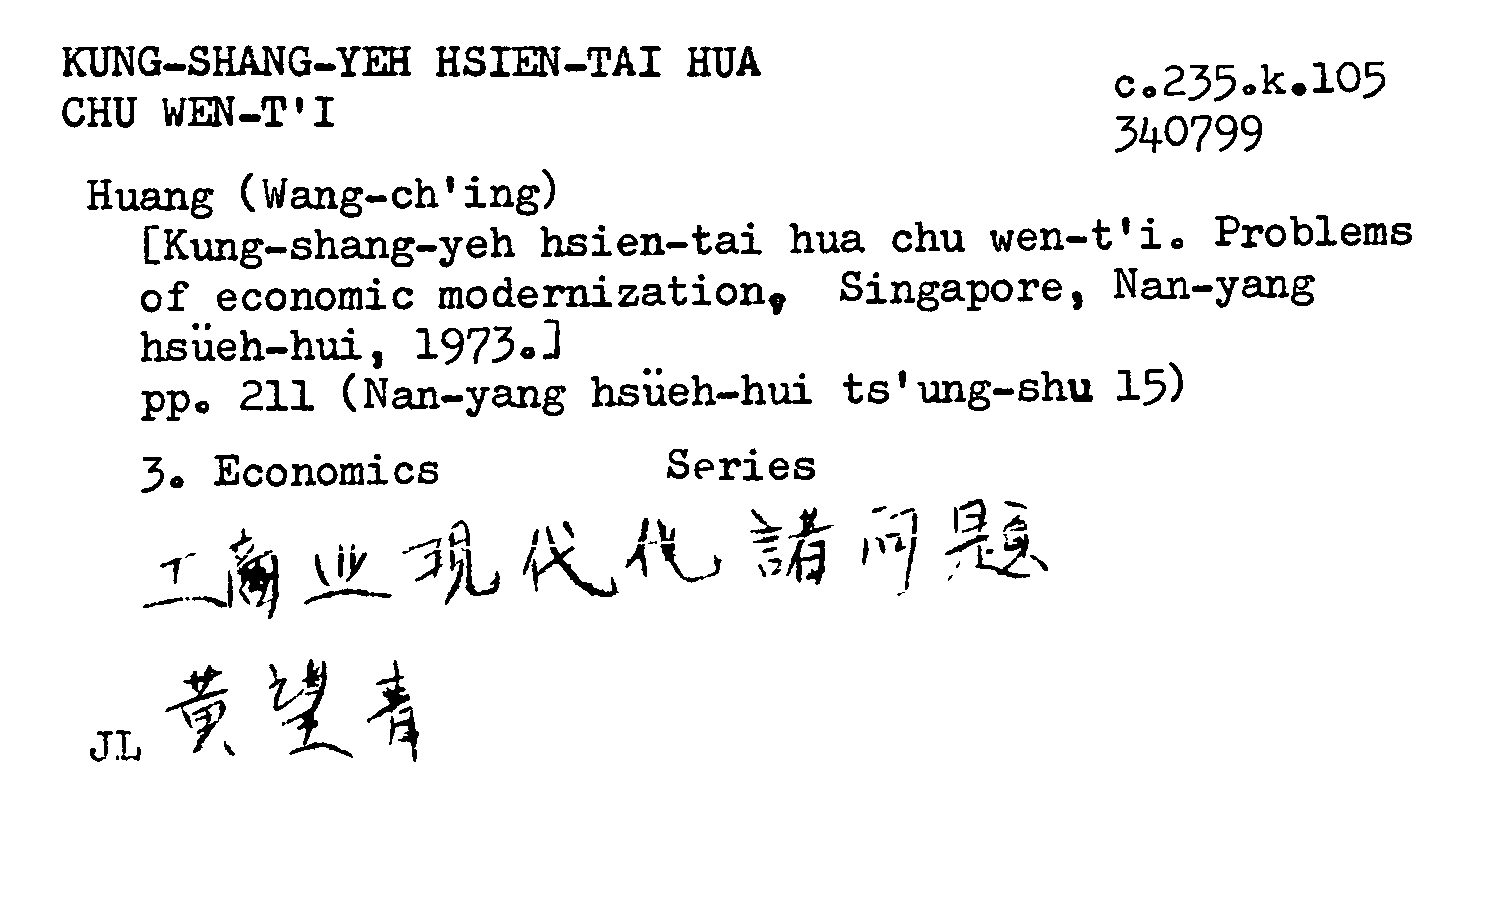 KUNG-SHANG-YEH HSIEN-TAI HUA
CHU WEN-T'I
c.235.k.105
340799
Huang (Wang-ch'ing)
[Kung-shang-yeh hsien-tai hua chu wen-t'i. Problems
of economic modernization, Singapore, Nan-yang
hsüeh-hui, 1973.]
pp. 211 (Nan-yang hsüeh-hui ts'ung-shu 15)
3. Economics Series
工商业現代化諸问題
黃望青
JL